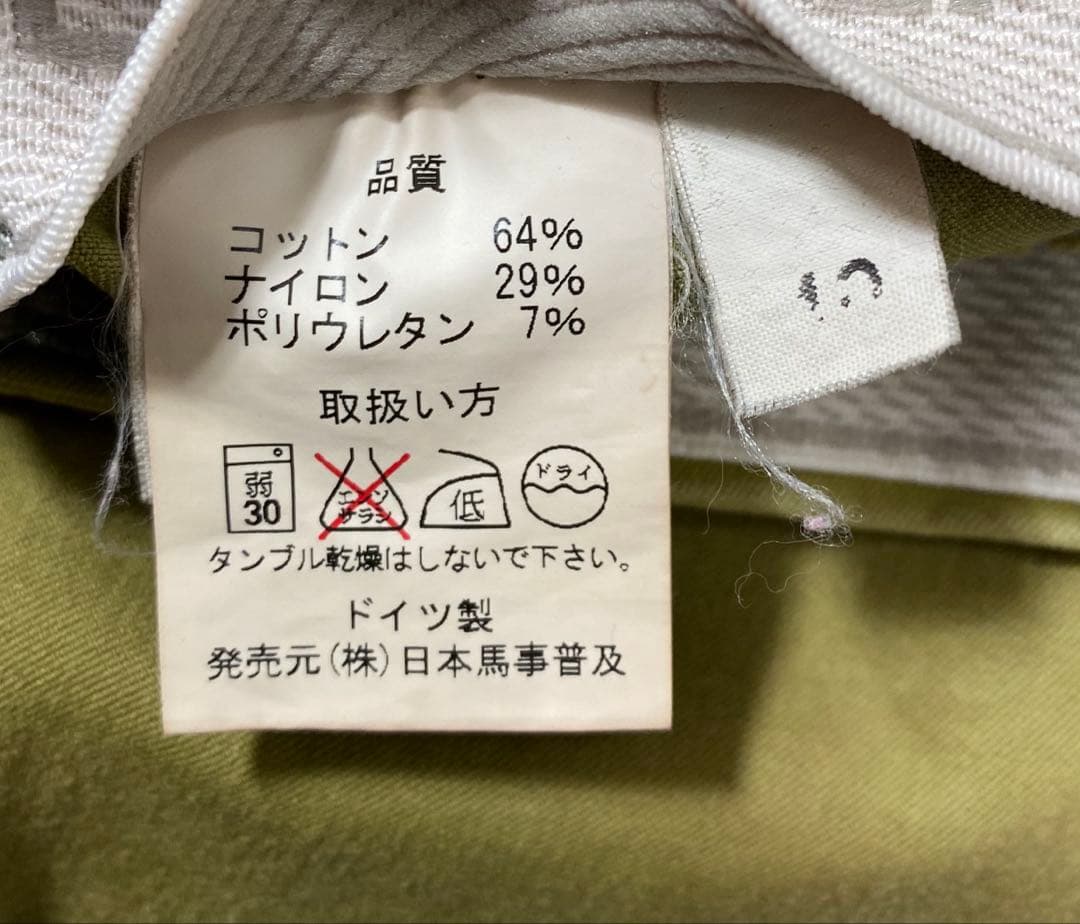 品質
コットン 64%
ナイロン 29%
ポリウレタン 7%
取扱い方
弱
30
エンソ
サラシ
低
ドライ
タンブル乾燥はしないで下さい。
ドイツ製
発売元(株)日本馬事普及